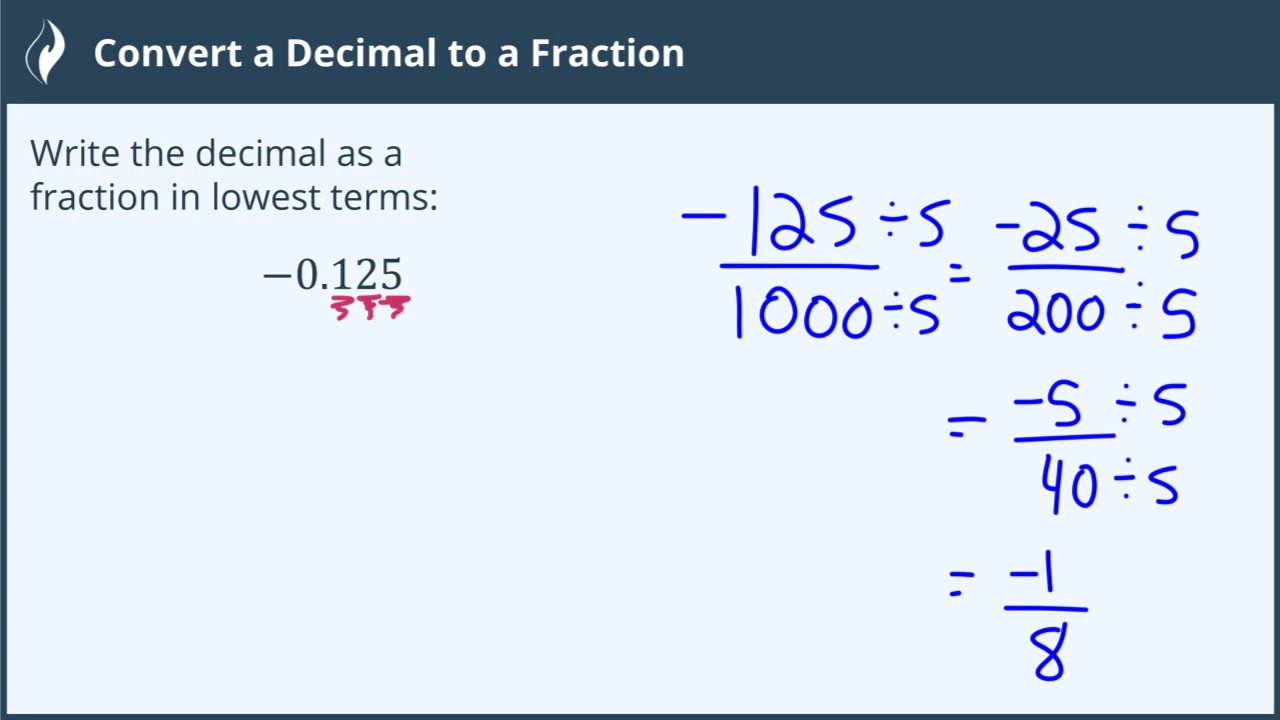 Convert a Decimal to a Fraction
Write the decimal as a
fraction in lowest terms:
−0.125
-125 ÷ 5 / 1000 ÷ 5 = -25 ÷ 5 / 200 ÷ 5
= -5 ÷ 5 / 40 ÷ 5
= -1 / 8